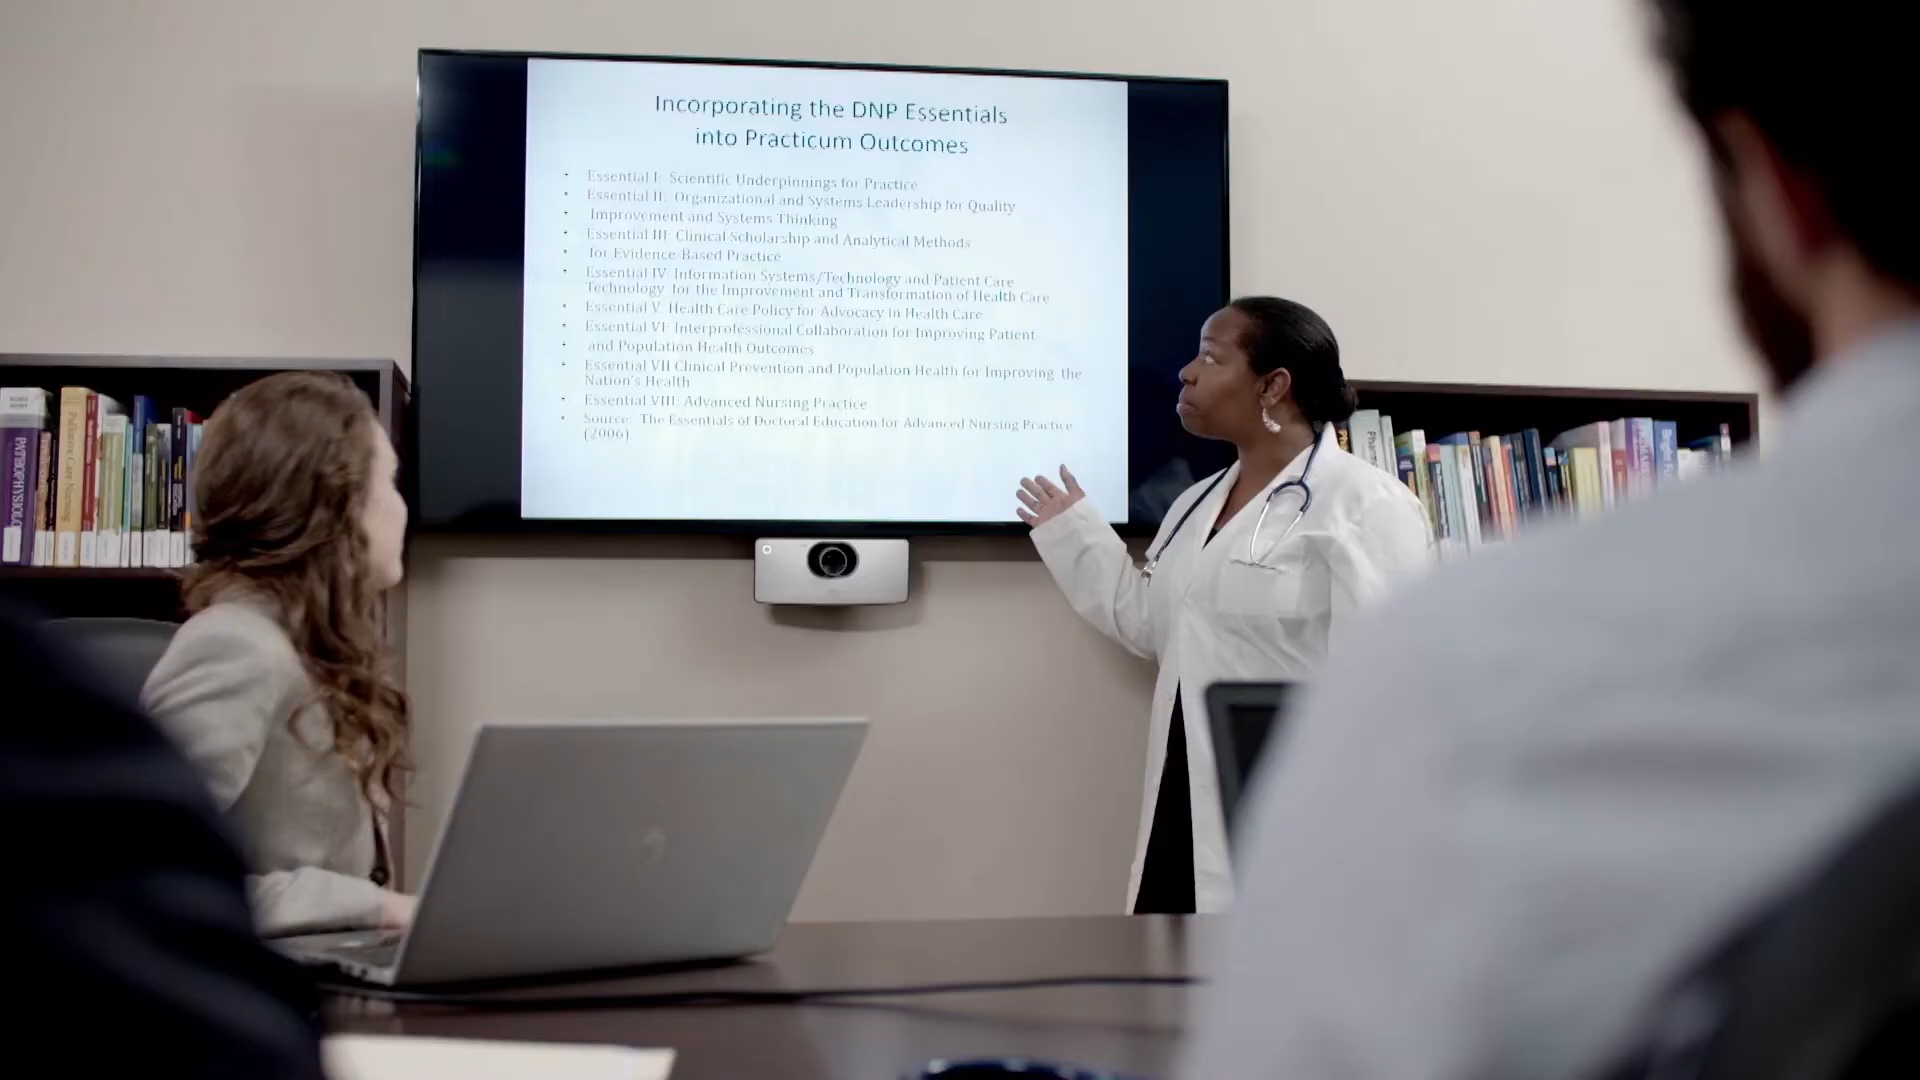 Incorporating the DNP Essentials
into Practicum Outcomes
• Essential I: Scientific Underpinnings for Practice
• Essential II: Organizational and Systems Leadership for Quality
• Improvement and Systems Thinking
• Essential III: Clinical Scholarship and Analytical Methods
• for Evidence-Based Practice
• Essential IV: Information Systems/Technology and Patient Care
Technology for the Improvement and Transformation of Health Care
• Essential V: Health Care Policy for Advocacy in Health Care
• Essential VI: Interprofessional Collaboration for Improving Patient
• and Population Health Outcomes
• Essential VII Clinical Prevention and Population Health for Improving the
Nation's Health
• Essential VIII: Advanced Nursing Practice
• Source: The Essentials of Doctoral Education for Advanced Nursing Practice
(2006).
PATHOPHYSIOLOGY
Palliative Care Nursing